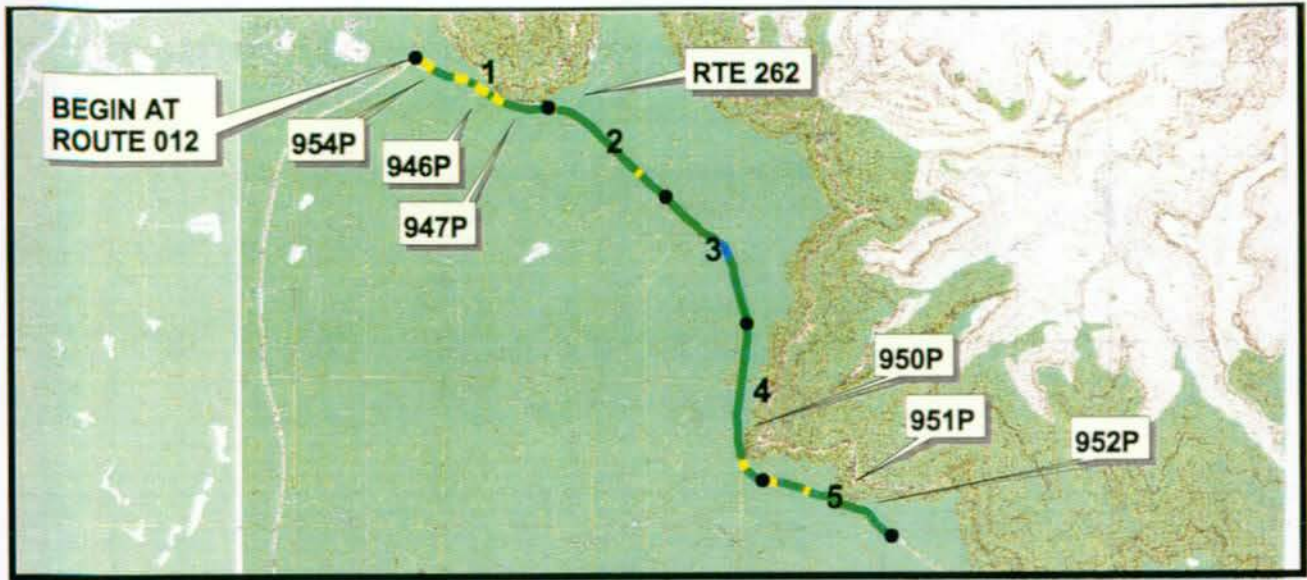 BEGIN AT
ROUTE 012
954P
946P
947P
1
RTE 262
2
3
4
950P
951P
952P
5